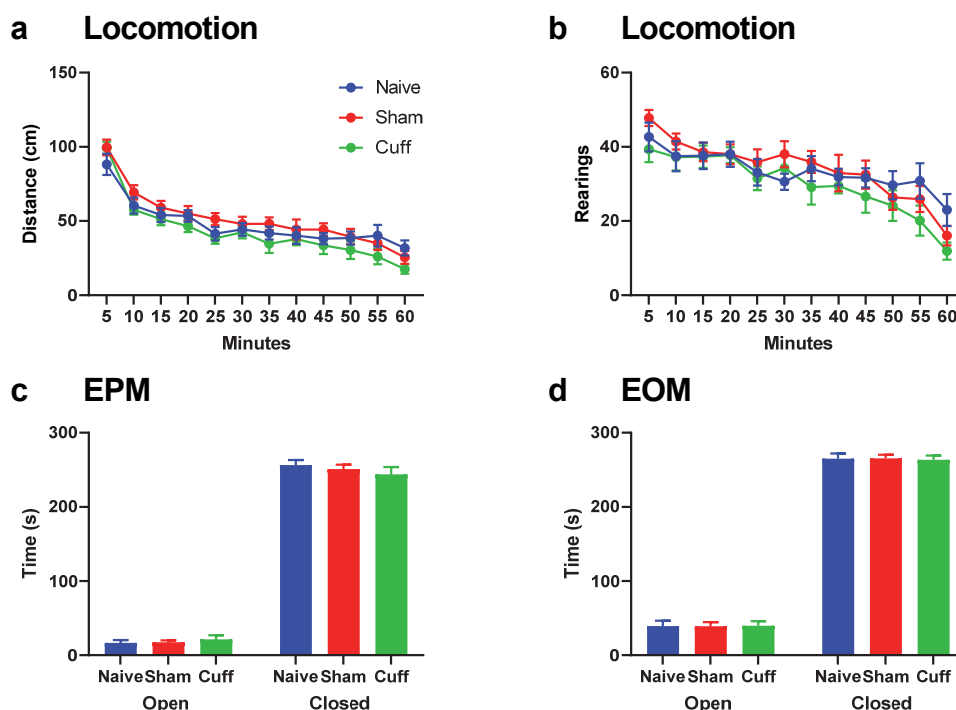 a Locomotion
150
100
50
0
Distance (cm)
Naive
Sham
Cuff
5 10 15 20 25 30 35 40 45 50 55 60
Minutes
b Locomotion
60
40
20
0
Rearings
5 10 15 20 25 30 35 40 45 50 55 60
Minutes
c EPM
300
200
100
0
Time (s)
Naive Sham Cuff Naive Sham Cuff
Open Closed
d EOM
300
200
100
0
Time (s)
Naive Sham Cuff Naive Sham Cuff
Open Closed